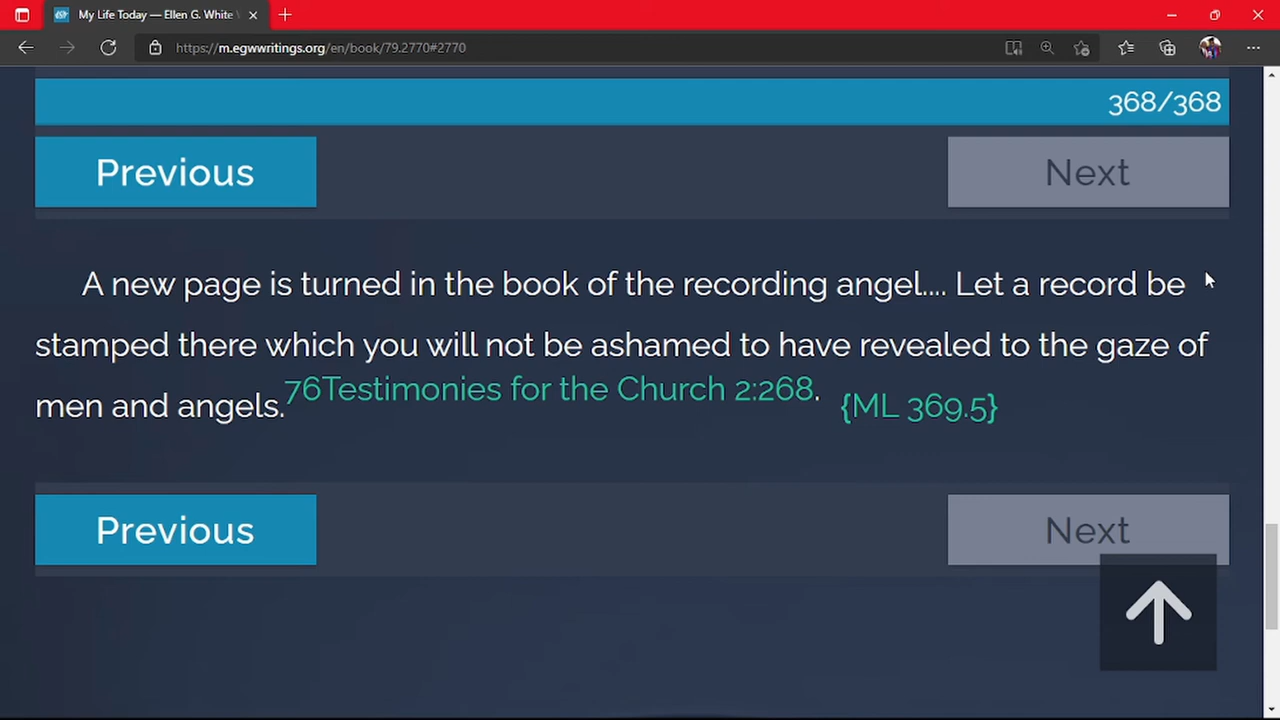 My Life Today — Ellen G. White
https://m.egwwritings.org/en/book/79.2770#2770
368/368
Previous
Next
A new page is turned in the book of the recording angel.... Let a record be
stamped there which you will not be ashamed to have revealed to the gaze of
men and angels.76Testimonies for the Church 2:268. {ML 369.5}
Previous
Next